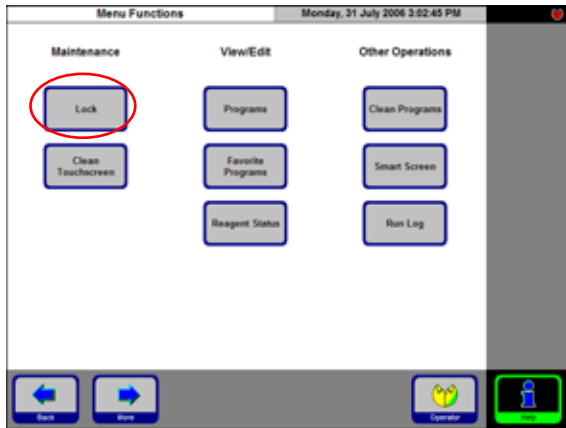 Menu Functions
Monday, 31 July 2006 3:02:45 PM
Maintenance
View/Edit
Other Operations
Lock
Programs
Clean Programs
Clean
Touchscreen
Favorite
Programs
Smart Screen
Reagent Status
Run Log
Back
More
Operator
Help